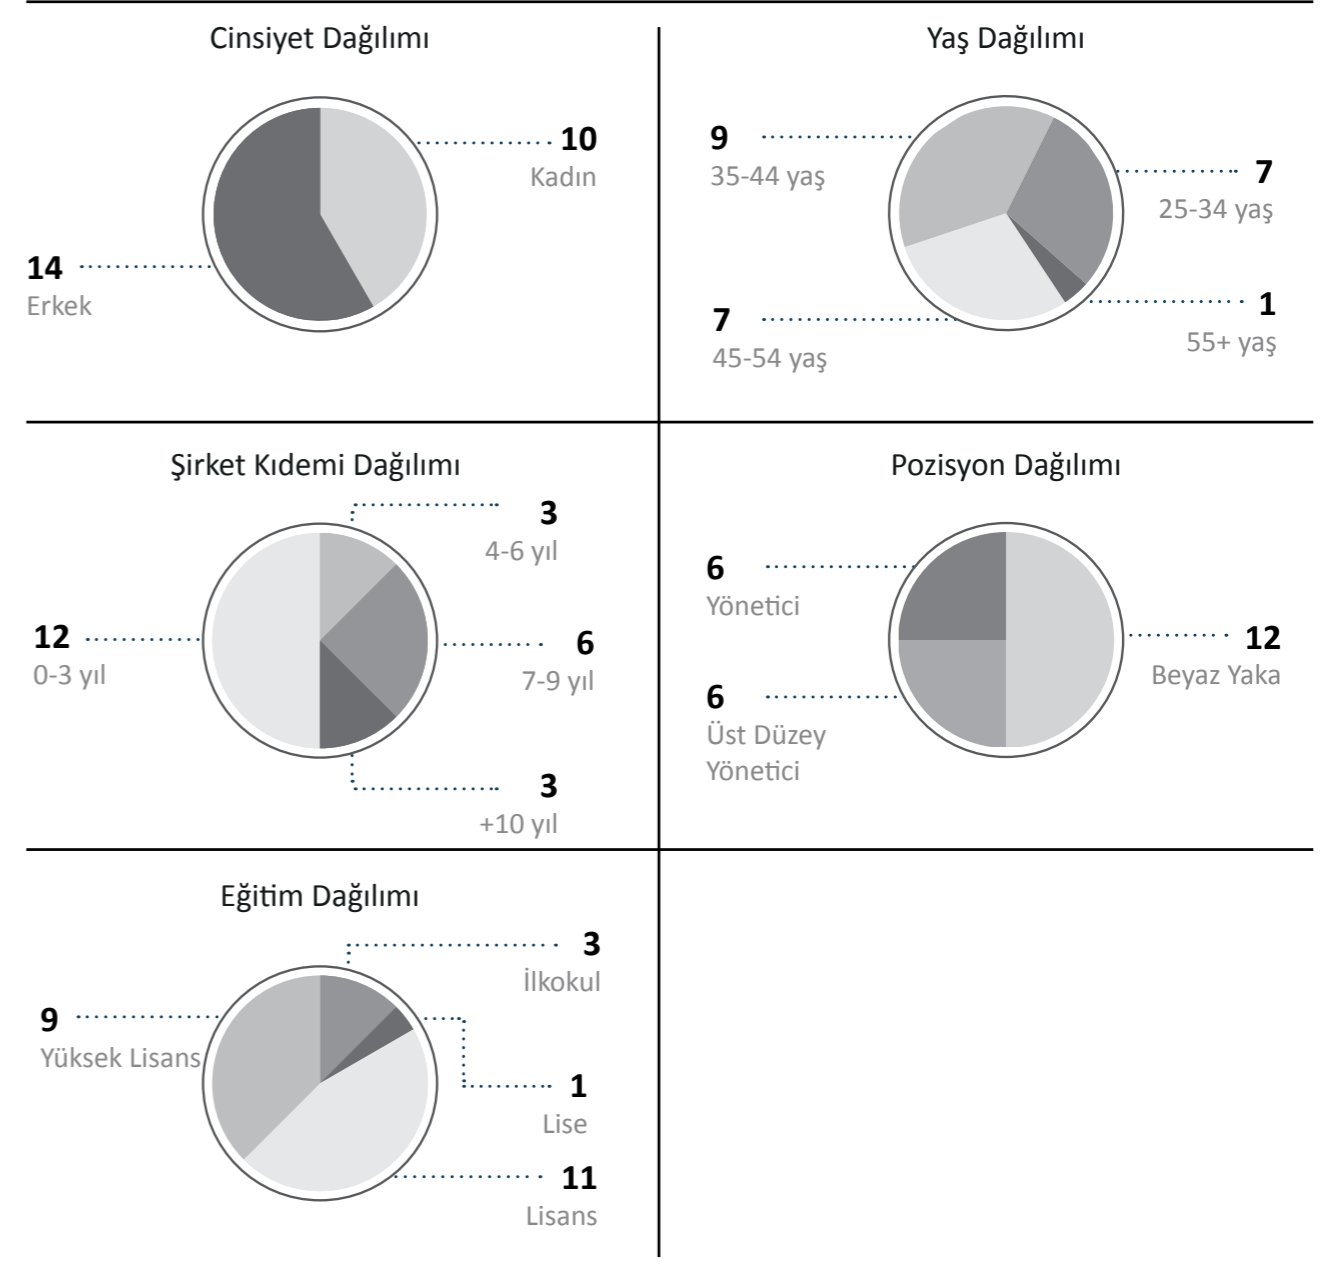 Cinsiyet Dağılımı
10
Kadın
14
Erkek
Yaş Dağılımı
9
35-44 yaş
7
25-34 yaş
7
45-54 yaş
1
55+ yaş
Şirket Kıdemi Dağılımı
3
4-6 yıl
12
0-3 yıl
6
7-9 yıl
3
+10 yıl
Pozisyon Dağılımı
6
Yönetici
12
Beyaz Yaka
6
Üst Düzey
Yönetici
Eğitim Dağılımı
3
İlkokul
9
Yüksek Lisans
1
Lise
11
Lisans